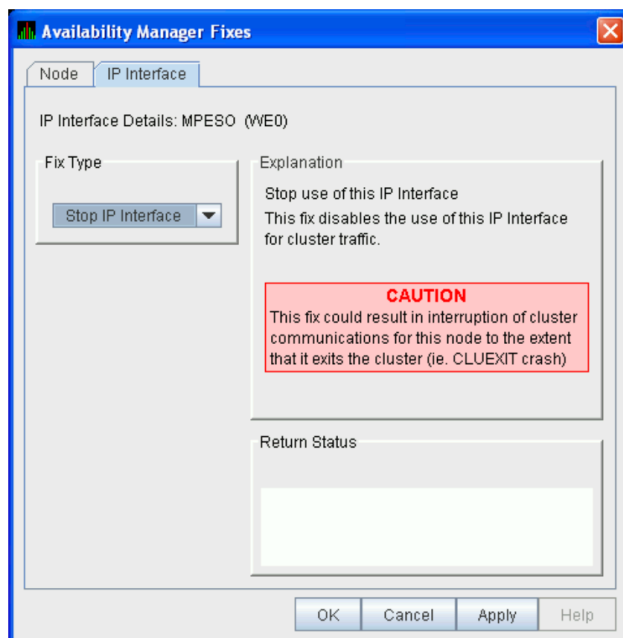 Availability Manager Fixes
Node
IP Interface
IP Interface Details: MPESO (WE0)
Fix Type
Stop IP Interface
Explanation
Stop use of this IP Interface
This fix disables the use of this IP Interface
for cluster traffic.
CAUTION
This fix could result in interruption of cluster
communications for this node to the extent
that it exits the cluster (ie. CLUEXIT crash)
Return Status
OK
Cancel
Apply
Help